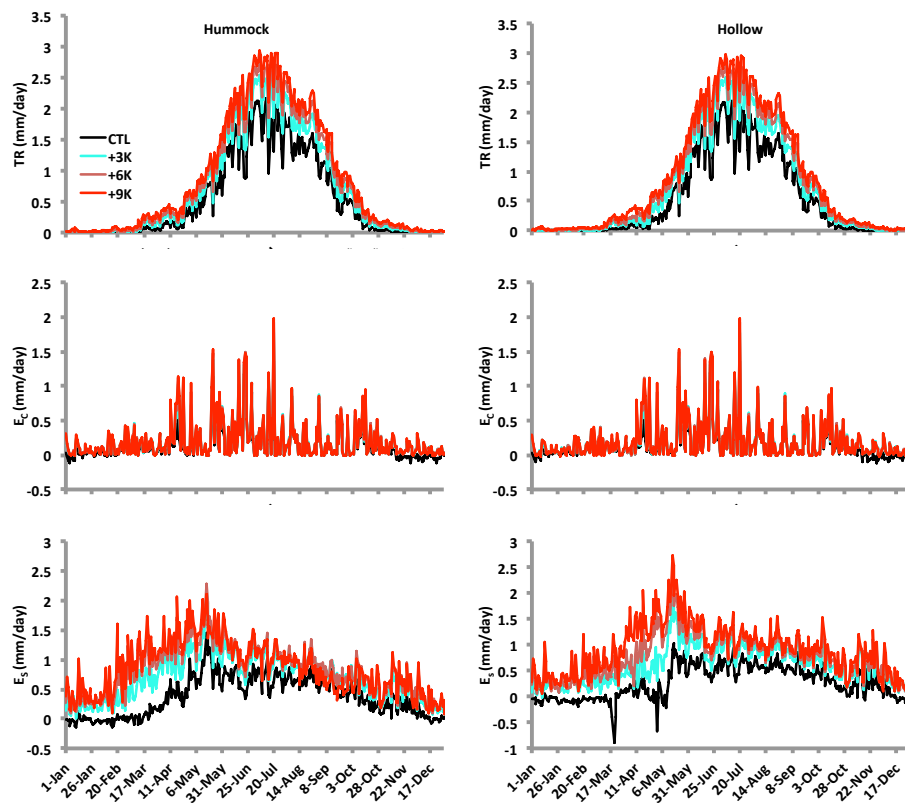 Hummock
TR (mm/day)
3.5
3
2.5
2
1.5
1
0.5
0
CTL
+3K
+6K
+9K
Hollow
TR (mm/day)
3.5
3
2.5
2
1.5
1
0.5
0
EC (mm/day)
2.5
2
1.5
1
0.5
0
-0.5
EC (mm/day)
2.5
2
1.5
1
0.5
0
-0.5
ES (mm/day)
3
2.5
2
1.5
1
0.5
0
-0.5
1-Jan
26-Jan
20-Feb
17-Mar
11-Apr
6-May
31-May
25-Jun
20-Jul
14-Aug
8-Sep
3-Oct
28-Oct
22-Nov
17-Dec
ES (mm/day)
3
2.5
2
1.5
1
0.5
0
-0.5
-1
1-Jan
26-Jan
20-Feb
17-Mar
11-Apr
6-May
31-May
25-Jun
20-Jul
14-Aug
8-Sep
3-Oct
28-Oct
22-Nov
17-Dec